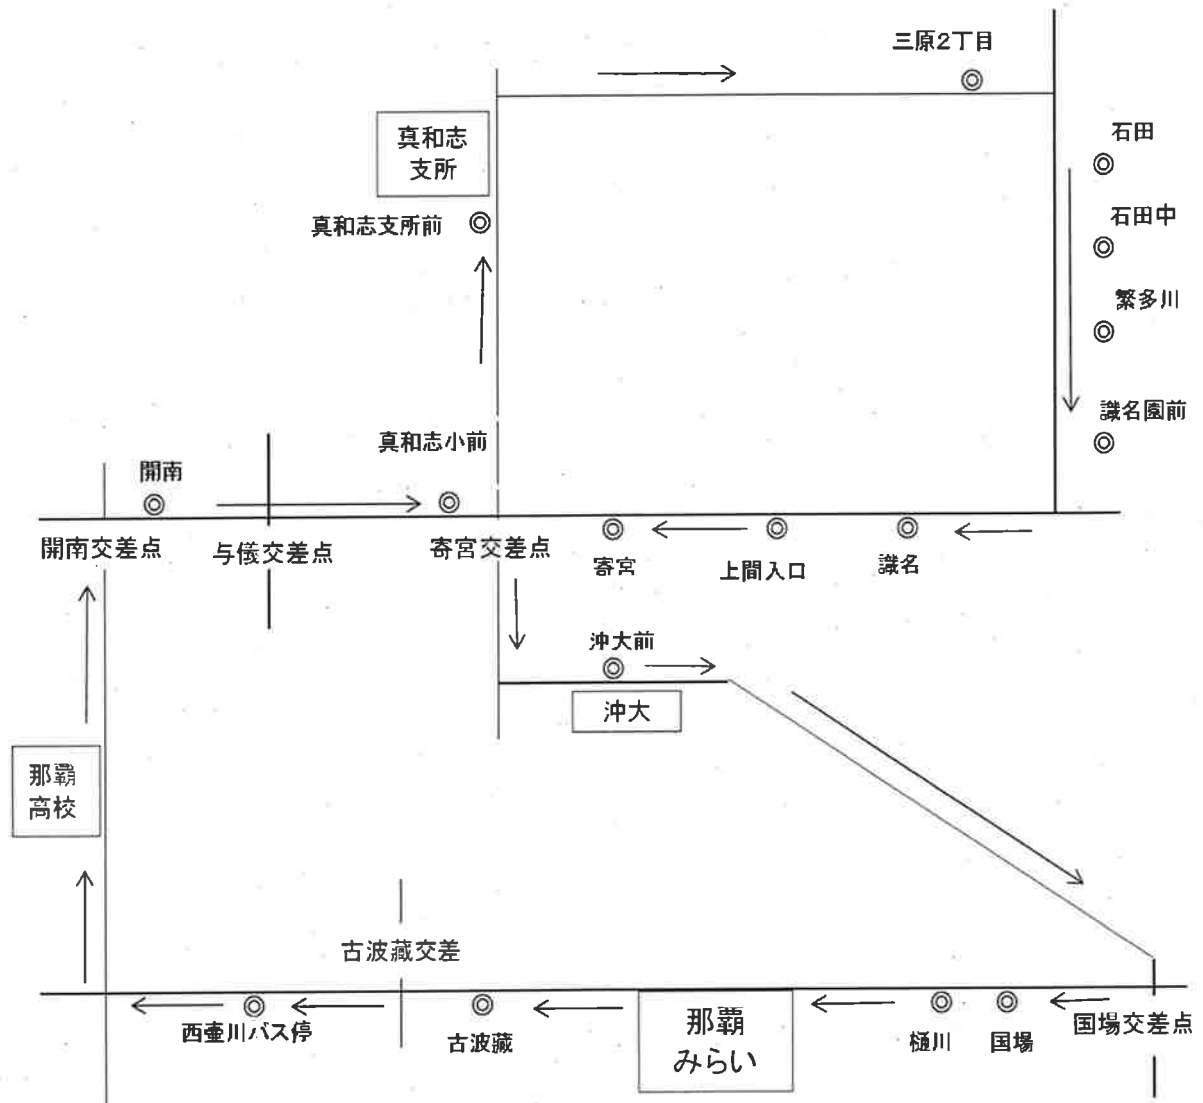 三原2丁目
真和志
支所
石田
真和志支所前
石田中
繁多川
識名園前
真和志小前
開南
開南交差点
与儀交差点
寄宮交差点
寄宮
上間入口
識名
沖大前
沖大
那覇
高校
古波蔵交差
西壷川バス停
古波藏
那覇
みらい
樋川
国場
国場交差点